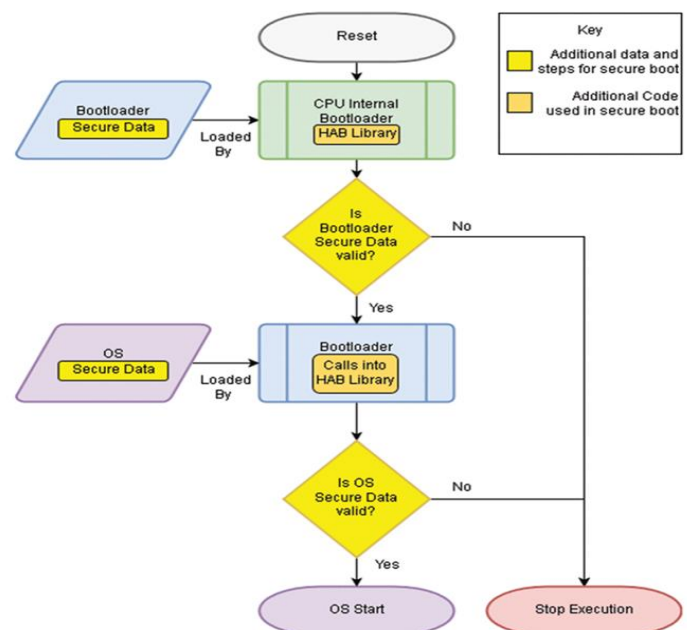 Reset
Key
Additional data and
steps for secure boot
Additional Code
used in secure boot
Bootloader
Secure Data
Loaded
By
CPU Internal
Bootloader
HAB Library
Is
Bootloader
Secure Data
valid?
No
Yes
OS
Secure Data
Loaded
By
Bootloader
Calls into
HAB Library
Is OS
Secure Data
valid?
No
Yes
OS Start
Stop Execution